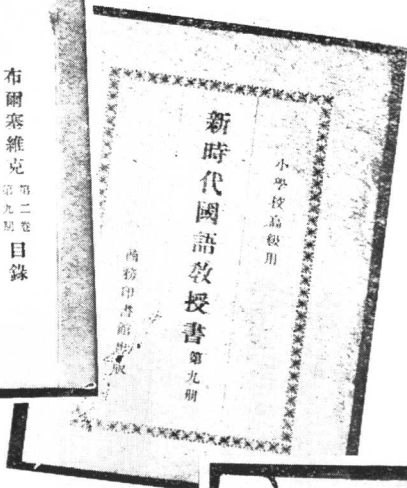 小學校高級用
新時代國語敎授書 第九册
商務印書館出版
布爾塞維克 第二卷 第九期 目錄